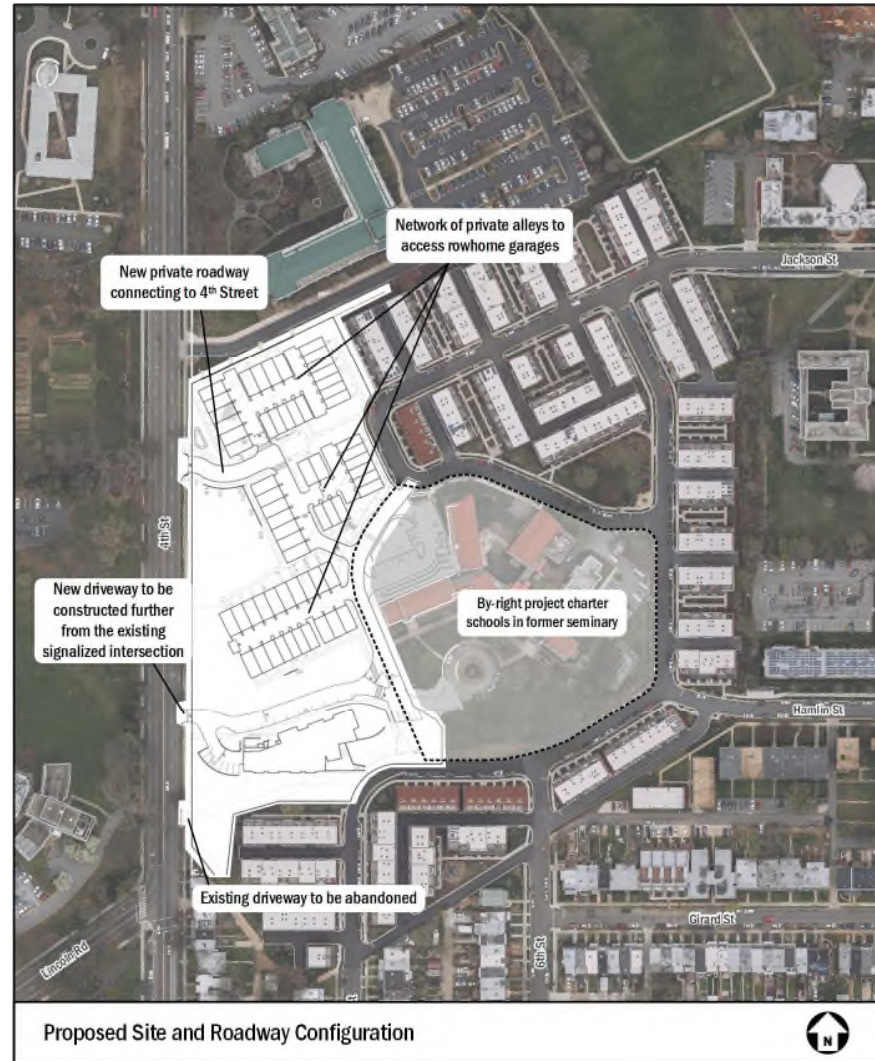 Network of private alleys to
access rowhome garages
Jackson St
New private roadway
connecting to 4th Street
4th St
New driveway to be
constructed further
from the existing
signalized intersection
By-right project charter
schools in former seminary
Hamlin St
Existing driveway to be abandoned
Girard St
6th St
Lincoln Rd
Proposed Site and Roadway Configuration
N